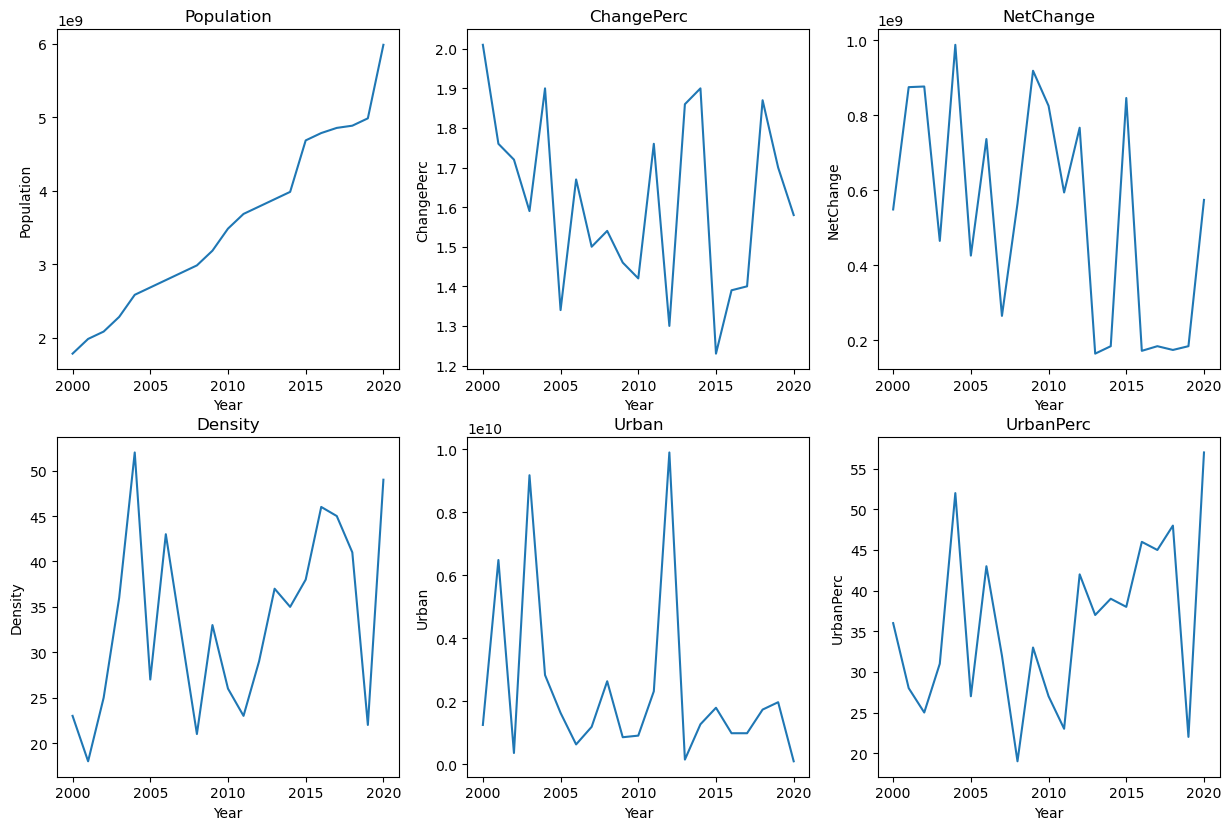 Population
1e9
6
5
4
3
2
Population
2000 2005 2010 2015 2020
Year
ChangePerc
2.0
1.9
1.8
1.7
1.6
1.5
1.4
1.3
1.2
ChangePerc
2000 2005 2010 2015 2020
Year
NetChange
1e9
1.0
0.8
0.6
0.4
0.2
NetChange
2000 2005 2010 2015 2020
Year
Density
50
45
40
35
30
25
20
Density
2000 2005 2010 2015 2020
Year
Urban
1e10
1.0
0.8
0.6
0.4
0.2
0.0
Urban
2000 2005 2010 2015 2020
Year
UrbanPerc
55
50
45
40
35
30
25
20
UrbanPerc
2000 2005 2010 2015 2020
Year